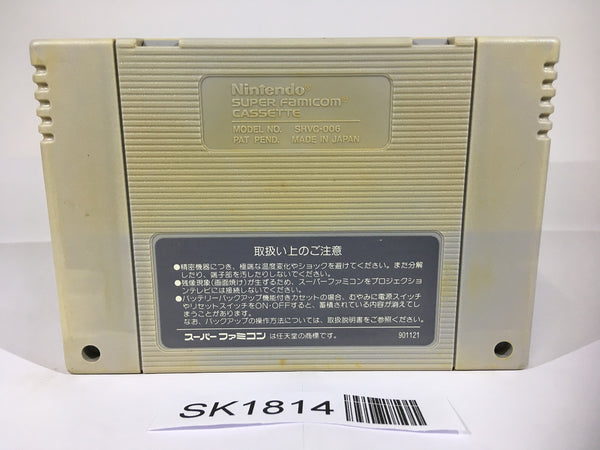 Nintendo®
SUPER FAMICOM®
CASSETTE
MODEL NO. SHVC-006
PAT PEND. MADE IN JAPAN
取扱い上のご注意
●精密機器につき、極端な温度変化やショックを避けてください。また分解
したり、端子部を汚したりしないでください。
●残像現象(画面焼け)が生ずるため、スーパーファミコンをプロジェクショ
ンテレビには接続しないでください。
●バッテリーバックアップ機能付きカセットの場合、むやみに電源スイッチ
やリセットスイッチをON・OFFすると、蓄積されている内容が消えてし
まうことがあります。
なお、バックアップの操作方法については、取扱説明書をご参照ください。
スーパーファミコン は任天堂の商標です。 901121
SK1814